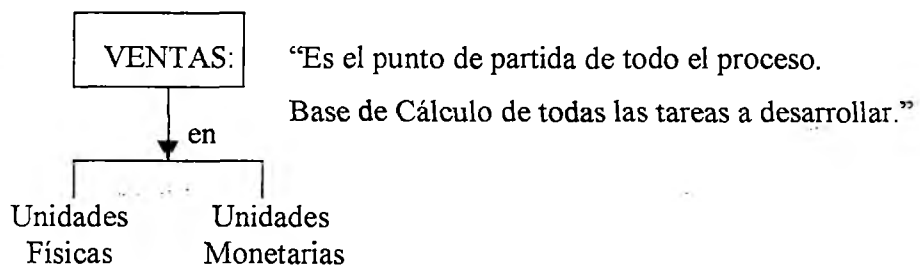 VENTAS: “Es el punto de partida de todo el proceso.
Base de Cálculo de todas las tareas a desarrollar.”
en
Unidades Unidades
Físicas Monetarias